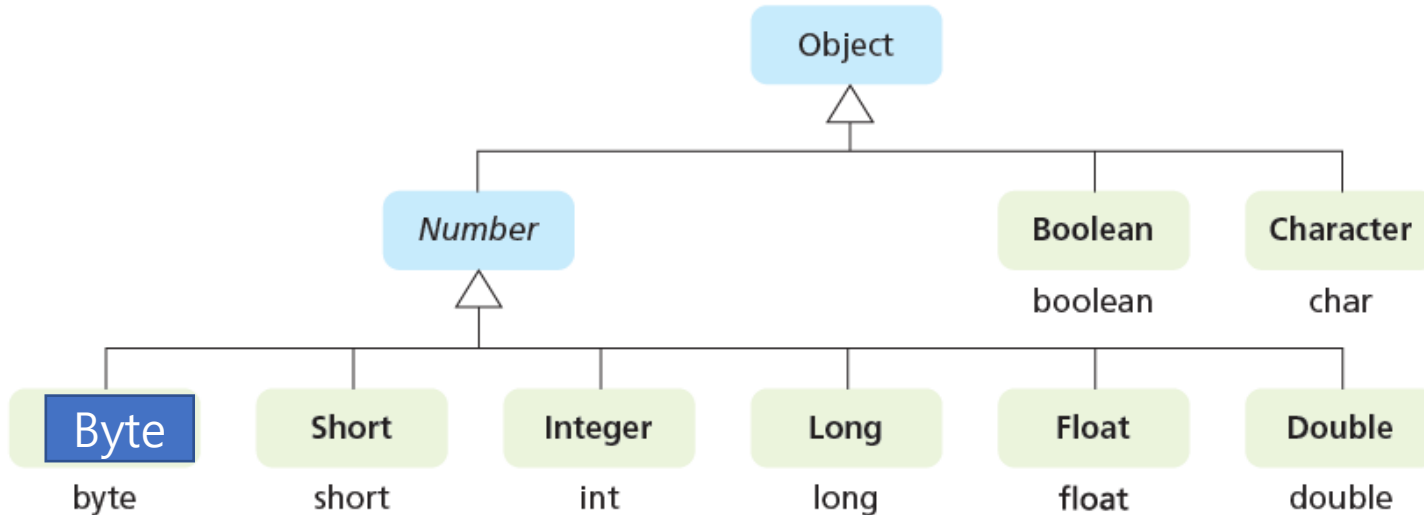 Object
Number
Boolean
Character
boolean
char
Byte
Short
Integer
Long
Float
Double
byte
short
int
long
float
double